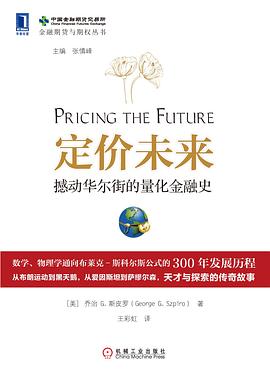 中国金融期货交易所
China Financial Futures Exchange
金融期货与期权丛书
主编 张慎峰
PRICING THE FUTURE
定价未来
撼动华尔街的量化金融史
数学、物理学通向布莱克-斯科尔斯公式的 300 年发展历程
从布朗运动到黑天鹅,从爱因斯坦到萨缪尔森,天才与探索的传奇故事
[美] 乔治 G. 斯皮罗 (George G. Szpiro) 著
王彩虹 译
机械工业出版社
China Machine Press